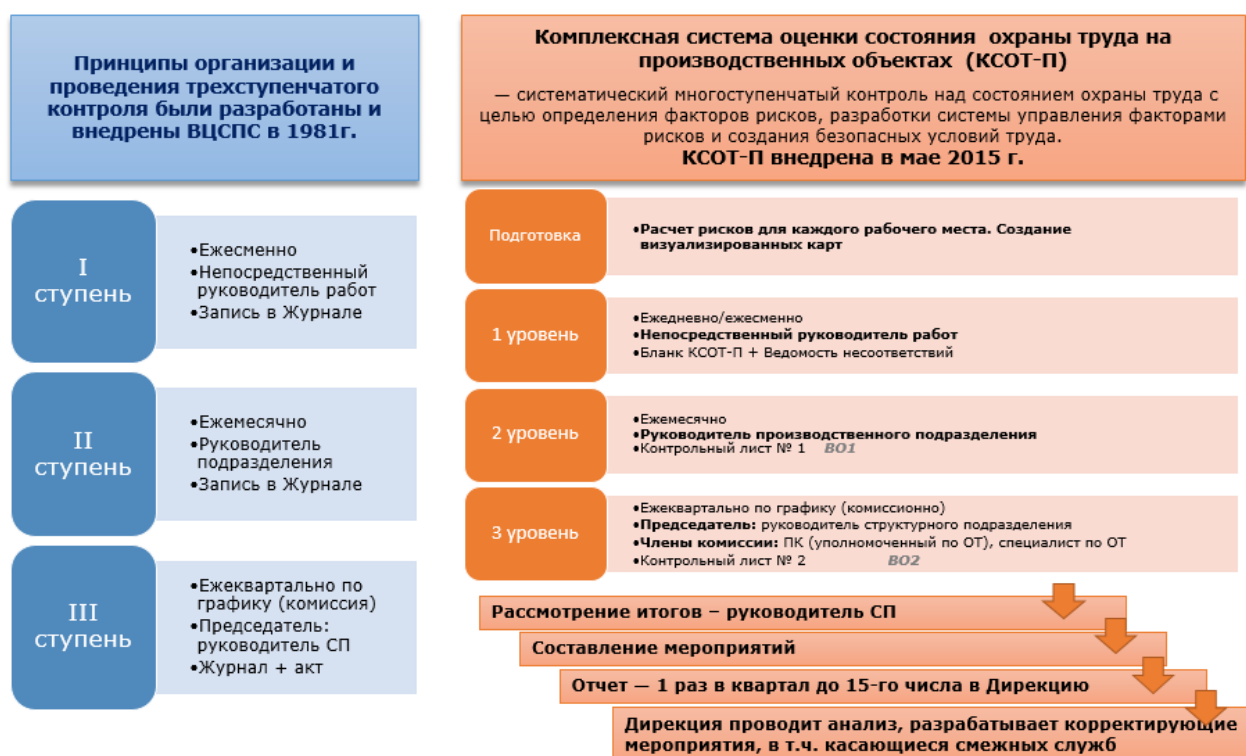 Принципы организации и
проведения трехступенчатого
контроля были разработаны и
внедрены ВЦСПС в 1981г.
I
ступень
•Ежесменно
•Непосредственный
руководитель работ
•Запись в Журнале
II
ступень
•Ежемесячно
•Руководитель
подразделения
•Запись в Журнале
III
ступень
•Ежеквартально по
графику (комиссия)
•Председатель:
руководитель СП
•Журнал + акт
Комплексная система оценки состояния охраны труда на
производственных объектах (КСОТ-П)
— систематический многоступенчатый контроль над состоянием охраны труда с
целью определения факторов рисков, разработки системы управления факторами
рисков и создания безопасных условий труда.
КСОТ-П внедрена в мае 2015 г.
Подготовка
•Расчет рисков для каждого рабочего места. Создание
визуализированных карт
1 уровень
•Ежедневно/ежесменно
•Непосредственный руководитель работ
•Бланк КСОТ-П + Ведомость несоответствий
2 уровень
•Ежемесячно
•Руководитель производственного подразделения
•Контрольный лист № 1 ВО1
3 уровень
•Ежеквартально по графику (комиссионно)
•Председатель: руководитель структурного подразделения
•Члены комиссии: ПК (уполномоченный по ОТ), специалист по ОТ
•Контрольный лист № 2 ВО2
Рассмотрение итогов – руководитель СП
Составление мероприятий
Отчет — 1 раз в квартал до 15-го числа в Дирекцию
Дирекция проводит анализ, разрабатывает корректирующие
мероприятия, в т.ч. касающиеся смежных служб